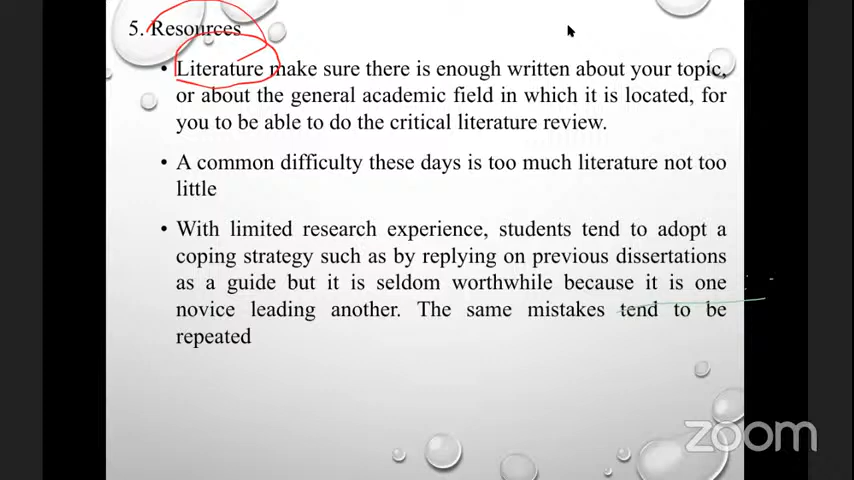 5. Resources
• Literature make sure there is enough written about your topic,
or about the general academic field in which it is located, for
you to be able to do the critical literature review.
• A common difficulty these days is too much literature not too
little
• With limited research experience, students tend to adopt a
coping strategy such as by replying on previous dissertations
as a guide but it is seldom worthwhile because it is one
novice leading another. The same mistakes tend to be
repeated
zoom